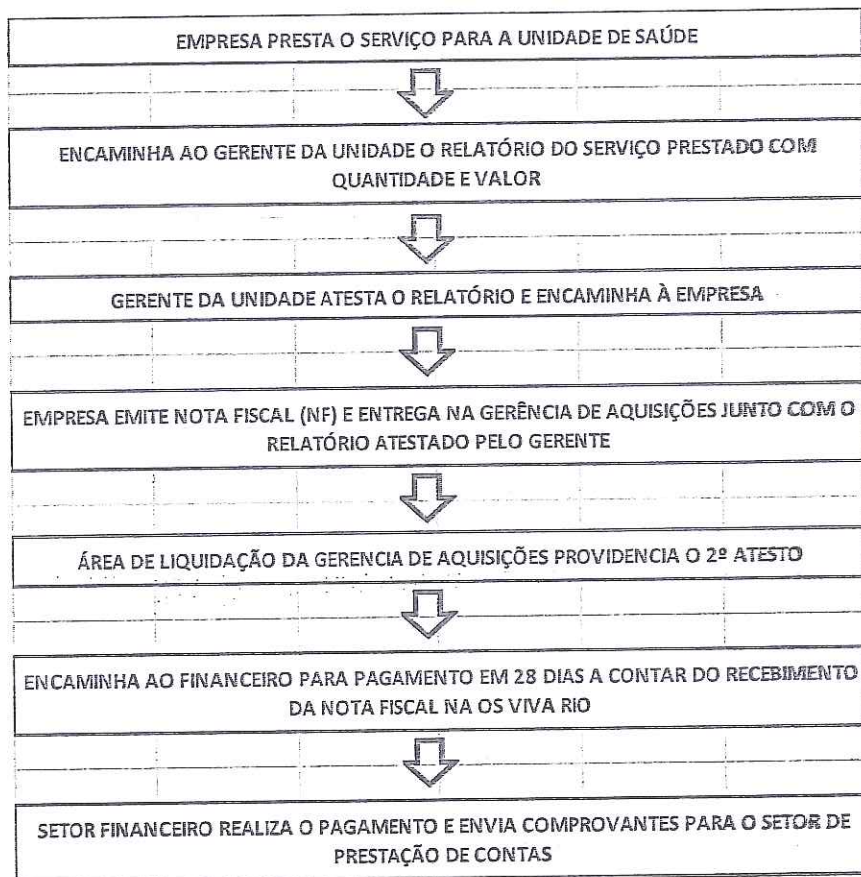 EMPRESA PRESTA O SERVIÇO PARA A UNIDADE DE SAÚDE
ENCAMINHA AO GERENTE DA UNIDADE O RELATÓRIO DO SERVIÇO PRESTADO COM
QUANTIDADE E VALOR
GERENTE DA UNIDADE ATESTA O RELATÓRIO E ENCAMINHA À EMPRESA
EMPRESA EMITE NOTA FISCAL (NF) E ENTREGA NA GERÊNCIA DE AQUISIÇÕES JUNTO COM O
RELATÓRIO ATESTADO PELO GERENTE
ÁREA DE LIQUIDAÇÃO DA GERENCIA DE AQUISIÇÕES PROVIDENCIA O 2º ATESTO
ENCAMINHA AO FINANCEIRO PARA PAGAMENTO EM 28 DIAS A CONTAR DO RECEBIMENTO
DA NOTA FISCAL NA OS VIVA RIO
SETOR FINANCEIRO REALIZA O PAGAMENTO E ENVIA COMPROVANTES PARA O SETOR DE
PRESTAÇÃO DE CONTAS